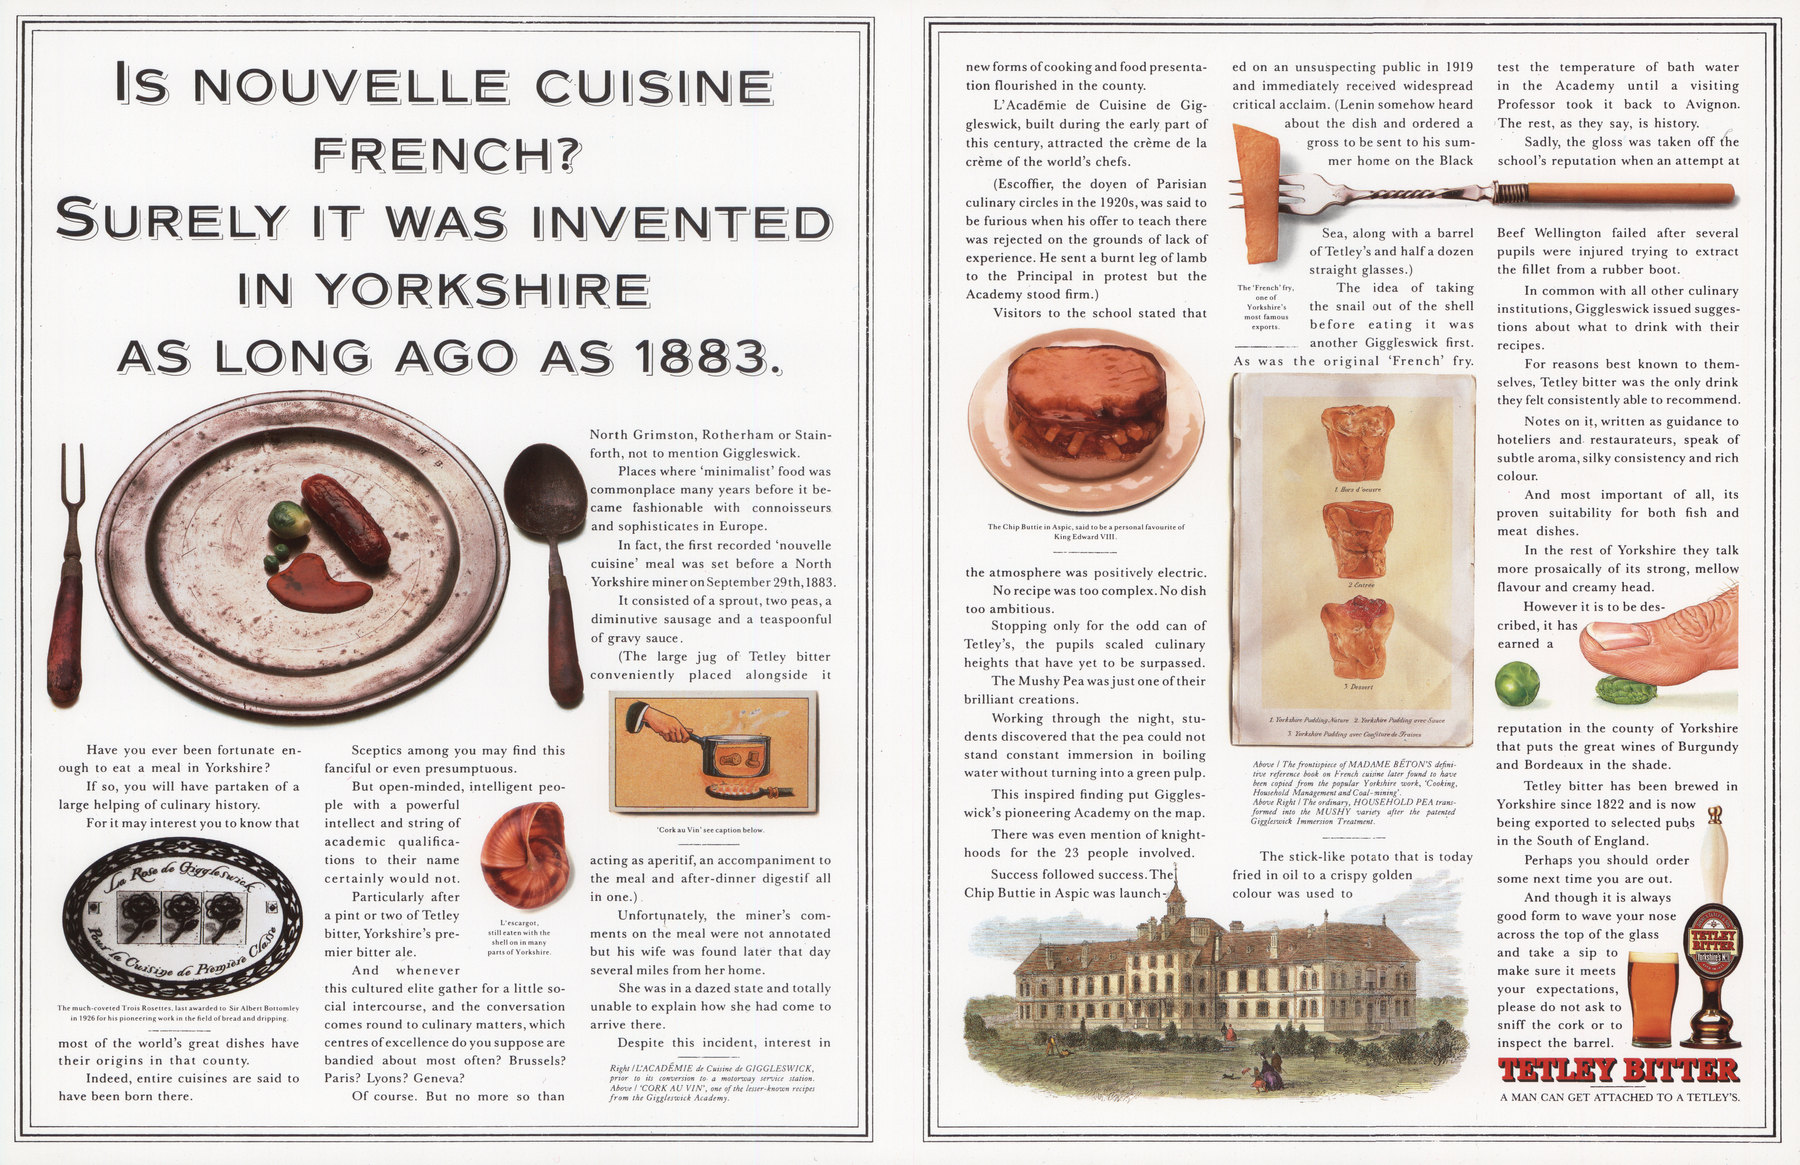 IS NOUVELLE CUISINE
FRENCH?
SURELY IT WAS INVENTED
IN YORKSHIRE
AS LONG AGO AS 1883.
Have you ever been fortunate en-
ough to eat a meal in Yorkshire?
If so, you will have partaken of a
large helping of culinary history.
For it may interest you to know that
La Rose de Giggleswick
Pour la Cuisine de Première Classe
The much-coveted Trois Rosettes, last awarded to Sir Albert Bottomley
in 1926 for his pioneering work in the field of bread and dripping.
most of the world's great dishes have
their origins in that county.
Indeed, entire cuisines are said to
have been born there.
Sceptics among you may find this
fanciful or even presumptuous.
But open-minded, intelligent peo-
ple with a powerful
intellect and string of
academic qualifica-
tions to their name
certainly would not.
Particularly after
a pint or two of Tetley
bitter, Yorkshire's pre-
mier bitter ale.
And whenever
L'escargot,
still eaten with the
shell on in many
parts of Yorkshire.
this cultured elite gather for a little so-
cial intercourse, and the conversation
comes round to culinary matters, which
centres of excellence do you suppose are
bandied about most often? Brussels?
Paris? Lyons? Geneva?
Of course. But no more so than
North Grimston, Rotherham or Stain-
forth, not to mention Giggleswick.
Places where 'minimalist' food was
commonplace many years before it be-
came fashionable with connoisseurs
and sophisticates in Europe.
In fact, the first recorded 'nouvelle
cuisine' meal was set before a North
Yorkshire miner on September 29th, 1883.
It consisted of a sprout, two peas, a
diminutive sausage and a teaspoonful
of gravy sauce.
(The large jug of Tetley bitter
conveniently placed alongside it
'Cork au Vin' see caption below.
acting as aperitif, an accompaniment to
the meal and after-dinner digestif all
in one.)
Unfortunately, the miner's com-
ments on the meal were not annotated
but his wife was found later that day
several miles from her home.
She was in a dazed state and totally
unable to explain how she had come to
arrive there.
Despite this incident, interest in
Right / L'ACADÉMIE de Cuisine de GIGGLESWICK,
prior to its conversion to a motorway service station.
Above / 'CORK AU VIN', one of the lesser-known recipes
from the Giggleswick Academy.
new forms of cooking and food presenta-
tion flourished in the county.
L'Académie de Cuisine de Gig-
gleswick, built during the early part of
this century, attracted the crème de la
crème of the world's chefs.
(Escoffier, the doyen of Parisian
culinary circles in the 1920s, was said to
be furious when his offer to teach there
was rejected on the grounds of lack of
experience. He sent a burnt leg of lamb
to the Principal in protest but the
Academy stood firm.)
Visitors to the school stated that
The Chip Buttie in Aspic, said to be a personal favourite of
King Edward VIII.
the atmosphere was positively electric.
No recipe was too complex. No dish
too ambitious.
Stopping only for the odd can of
Tetley's, the pupils scaled culinary
heights that have yet to be surpassed.
The Mushy Pea was just one of their
brilliant creations.
Working through the night, stu-
dents discovered that the pea could not
stand constant immersion in boiling
water without turning into a green pulp.
This inspired finding put Giggles-
wick's pioneering Academy on the map.
There was even mention of knight-
hoods for the 23 people involved.
Success followed success. The
Chip Buttie in Aspic was launch-
ed on an unsuspecting public in 1919
and immediately received widespread
critical acclaim. (Lenin somehow heard
about the dish and ordered a
gross to be sent to his sum-
mer home on the Black
Sea, along with a barrel
of Tetley's and half a dozen
straight glasses.)
The idea of taking
the snail out of the shell
before eating it was
another Giggleswick first.
As was the original 'French' fry.
The 'French' fry,
one of
Yorkshire's
most famous
exports.
1. Hors d'oeuvre
2. Entrée
3. Dessert
1. Yorkshire Pudding Nature 2. Yorkshire Pudding avec Sauce
3. Yorkshire Pudding avec Confiture de Fraises
Above / The frontispiece of MADAME BÉTON'S defini-
tive reference book on French cuisine later found to have
been copied from the popular Yorkshire work, 'Cooking,
Household Management and Coal-mining'.
Above Right / The ordinary, HOUSEHOLD PEA trans-
formed into the MUSHY variety after the patented
Giggleswick Immersion Treatment.
The stick-like potato that is today
fried in oil to a crispy golden
colour was used to
test the temperature of bath water
in the Academy until a visiting
Professor took it back to Avignon.
The rest, as they say, is history.
Sadly, the gloss was taken off the
school's reputation when an attempt at
Beef Wellington failed after several
pupils were injured trying to extract
the fillet from a rubber boot.
In common with all other culinary
institutions, Giggleswick issued sugges-
tions about what to drink with their
recipes.
For reasons best known to them-
selves, Tetley bitter was the only drink
they felt consistently able to recommend.
Notes on it, written as guidance to
hoteliers and restaurateurs, speak of
subtle aroma, silky consistency and rich
colour.
And most important of all, its
proven suitability for both fish and
meat dishes.
In the rest of Yorkshire they talk
more prosaically of its strong, mellow
flavour and creamy head.
However it is to be des-
cribed, it has
earned a
reputation in the county of Yorkshire
that puts the great wines of Burgundy
and Bordeaux in the shade.
Tetley bitter has been brewed in
Yorkshire since 1822 and is now
being exported to selected pubs
in the South of England.
Perhaps you should order
some next time you are out.
And though it is always
good form to wave your nose
across the top of the glass
and take a sip to
make sure it meets
your expectations,
please do not ask to
sniff the cork or to
inspect the barrel.
TETLEY
BITTER
Yorkshire's Nº1
TETLEY BITTER
A MAN CAN GET ATTACHED TO A TETLEY'S.